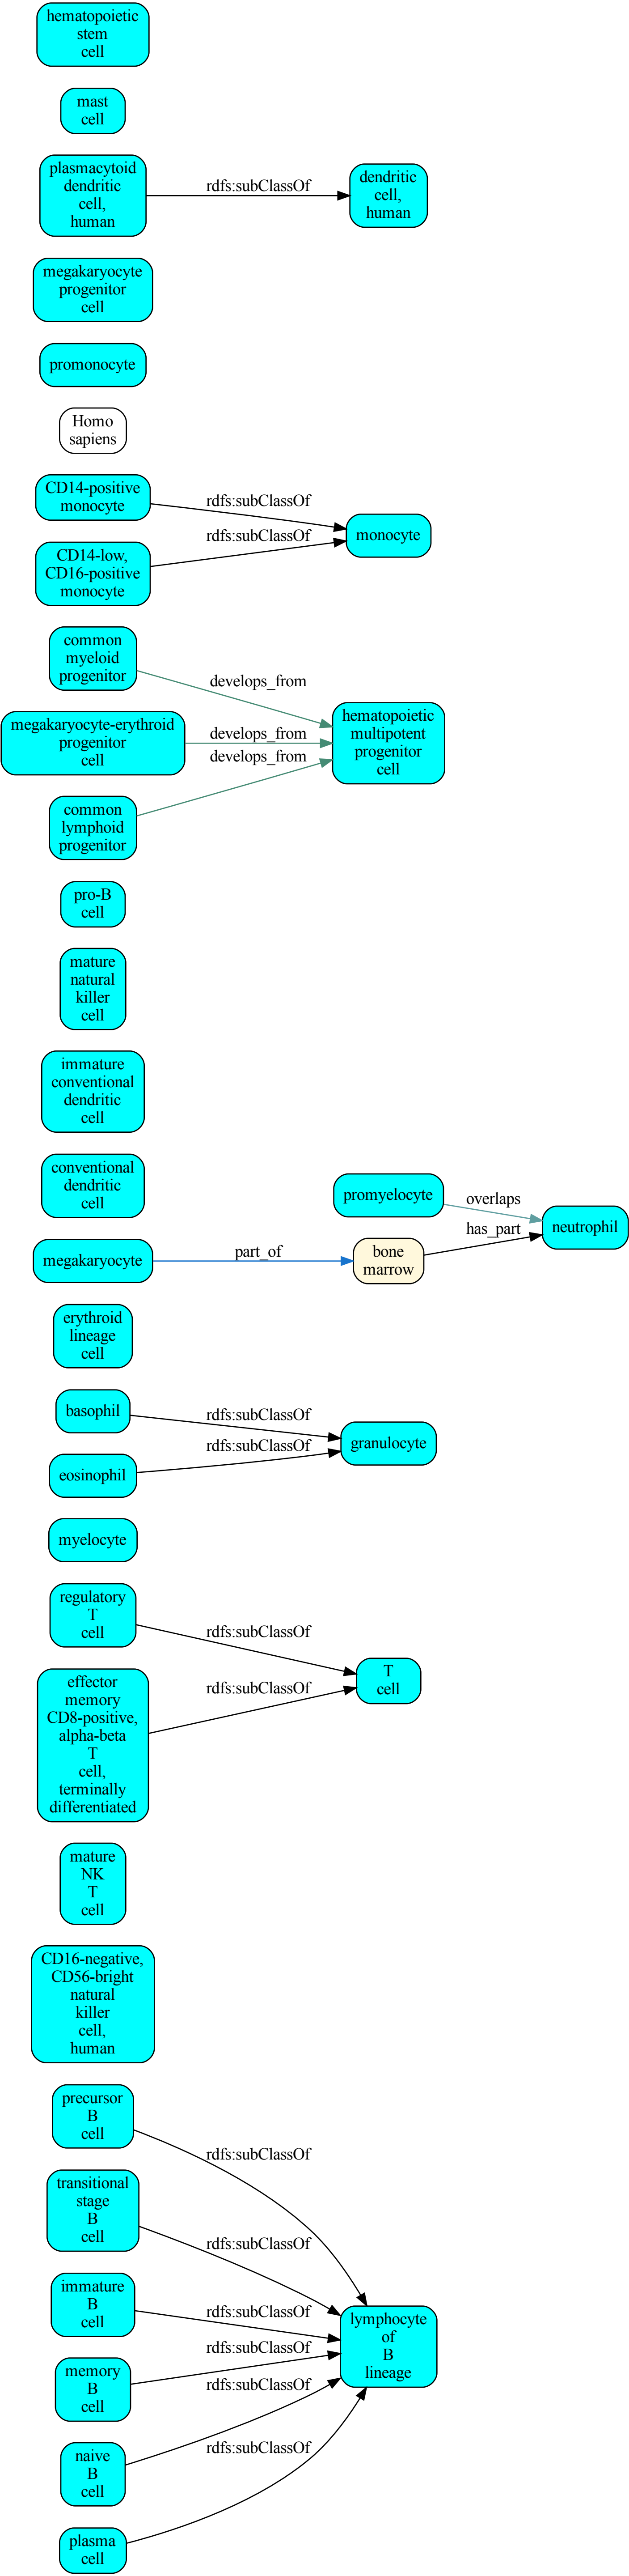 hematopoietic
stem
cell
mast
cell
plasmacytoid
dendritic
cell,
human
rdfs:subClassOf
dendritic
cell,
human
megakaryocyte
progenitor
cell
promonocyte
Homo
sapiens
CD14-positive
monocyte
rdfs:subClassOf
CD14-low,
CD16-positive
monocyte
rdfs:subClassOf
monocyte
common
myeloid
progenitor
develops_from
megakaryocyte-erythroid
progenitor
cell
develops_from
common
lymphoid
progenitor
develops_from
hematopoietic
multipotent
progenitor
cell
pro-B
cell
mature
natural
killer
cell
immature
conventional
dendritic
cell
conventional
dendritic
cell
promyelocyte
overlaps
neutrophil
megakaryocyte
part_of
bone
marrow
has_part
erythroid
lineage
cell
basophil
rdfs:subClassOf
eosinophil
rdfs:subClassOf
granulocyte
myelocyte
regulatory
T
cell
rdfs:subClassOf
effector
memory
CD8-positive,
alpha-beta
T
cell,
terminally
differentiated
rdfs:subClassOf
T
cell
mature
NK
T
cell
CD16-negative,
CD56-bright
natural
killer
cell,
human
precursor
B
cell
rdfs:subClassOf
transitional
stage
B
cell
rdfs:subClassOf
immature
B
cell
rdfs:subClassOf
memory
B
cell
rdfs:subClassOf
naive
B
cell
rdfs:subClassOf
plasma
cell
rdfs:subClassOf
lymphocyte
of
B
lineage